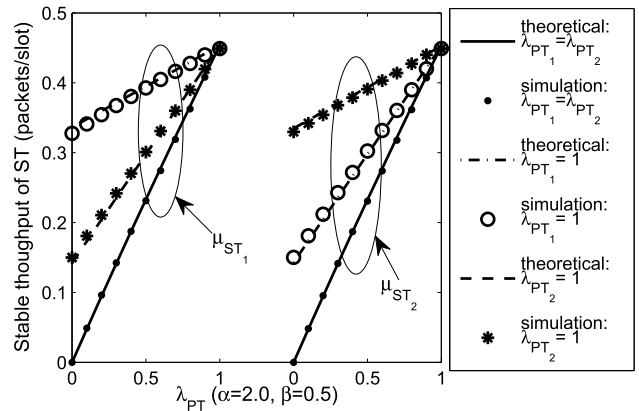 Stable thoughput of ST (packets/slot)
0.5
0.4
0.3
0.2
0.1
0
0 0.5 1 0 0.5 1
μST1
μST2
λPT (α=2.0, β=0.5)
theoretical:
λPT1=λPT2
simulation:
λPT1=λPT2
theoretical:
λPT1=1
simulation:
λPT1=1
theoretical:
λPT2=1
simulation:
λPT2=1